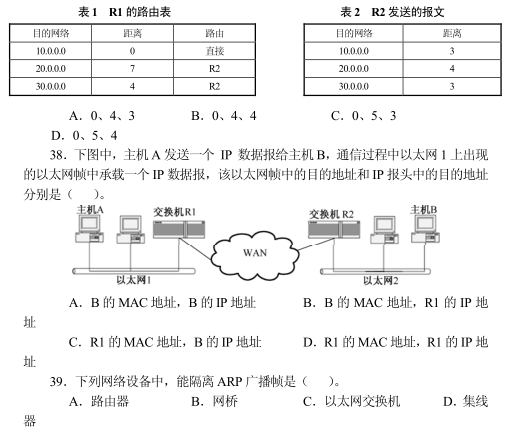 表 1 R1 的路由表 表 2 R2 发送的报文
目的网络 距离 路由 目的网络 距离
10.0.0.0 0 直接 10.0.0.0 3
20.0.0.0 7 R2 20.0.0.0 4
30.0.0.0 4 R2 30.0.0.0 3
A．0、4、3 B．0、4、4 C．0、5、3
D．0、5、4
38．下图中，主机 A 发送一个 IP 数据报给主机 B，通信过程中以太网 1 上出现
的以太网帧中承载一个 IP 数据报，该以太网帧中的目的地址和 IP 报头中的目的地址
分别是（ ）。
主机A 交换机R1 交换机 R2 主机B
WAN
以太网1 以太网2
A．B 的 MAC 地址，B 的 IP 地址 B．B 的 MAC 地址，R1 的 IP 地
址
C．R1 的 MAC 地址，B 的 IP 地址 D．R1 的 MAC 地址，R1 的 IP 地
址
39．下列网络设备中，能隔离 ARP 广播帧是（ ）。
A．路由器 B．网桥 C．以太网交换机 D．集线
器